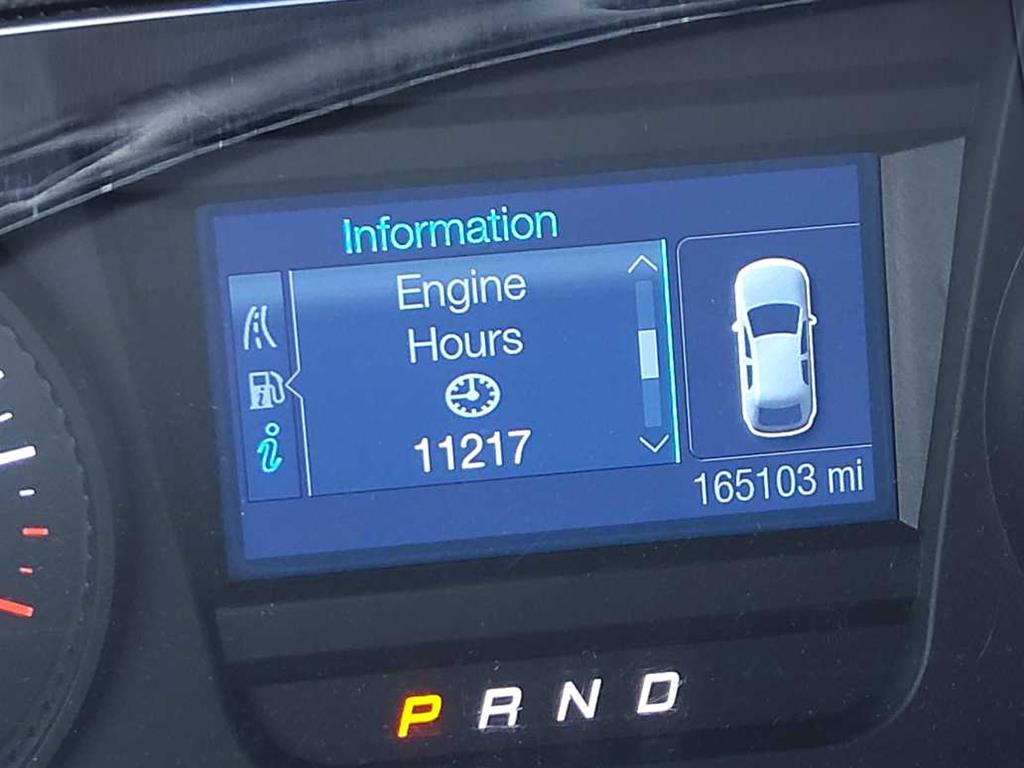 Information
Engine
Hours
11217
165103 mi
P R N D